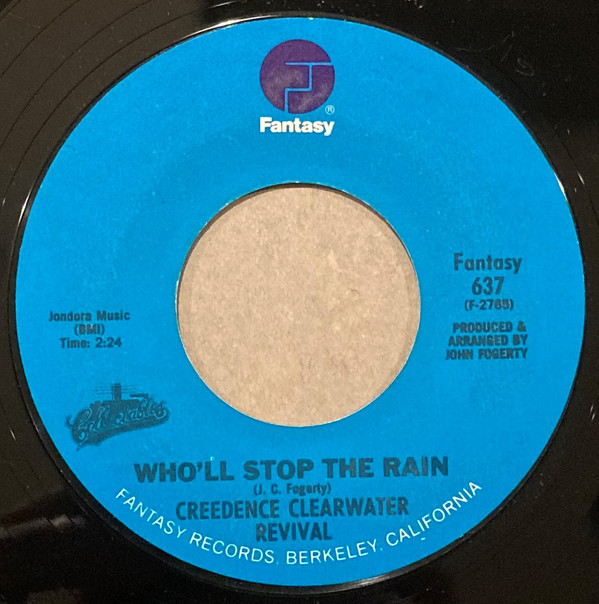 ®
Fantasy
Fantasy
637
(F-2765)
PRODUCED &
ARRANGED BY
JOHN FOGERTY
Jondora Music
(BMI)
Time: 2:24
Collectables
WHO'LL STOP THE RAIN
(J. C. Fogerty)
CREEDENCE CLEARWATER
REVIVAL
FANTASY RECORDS, BERKELEY, CALIFORNIA